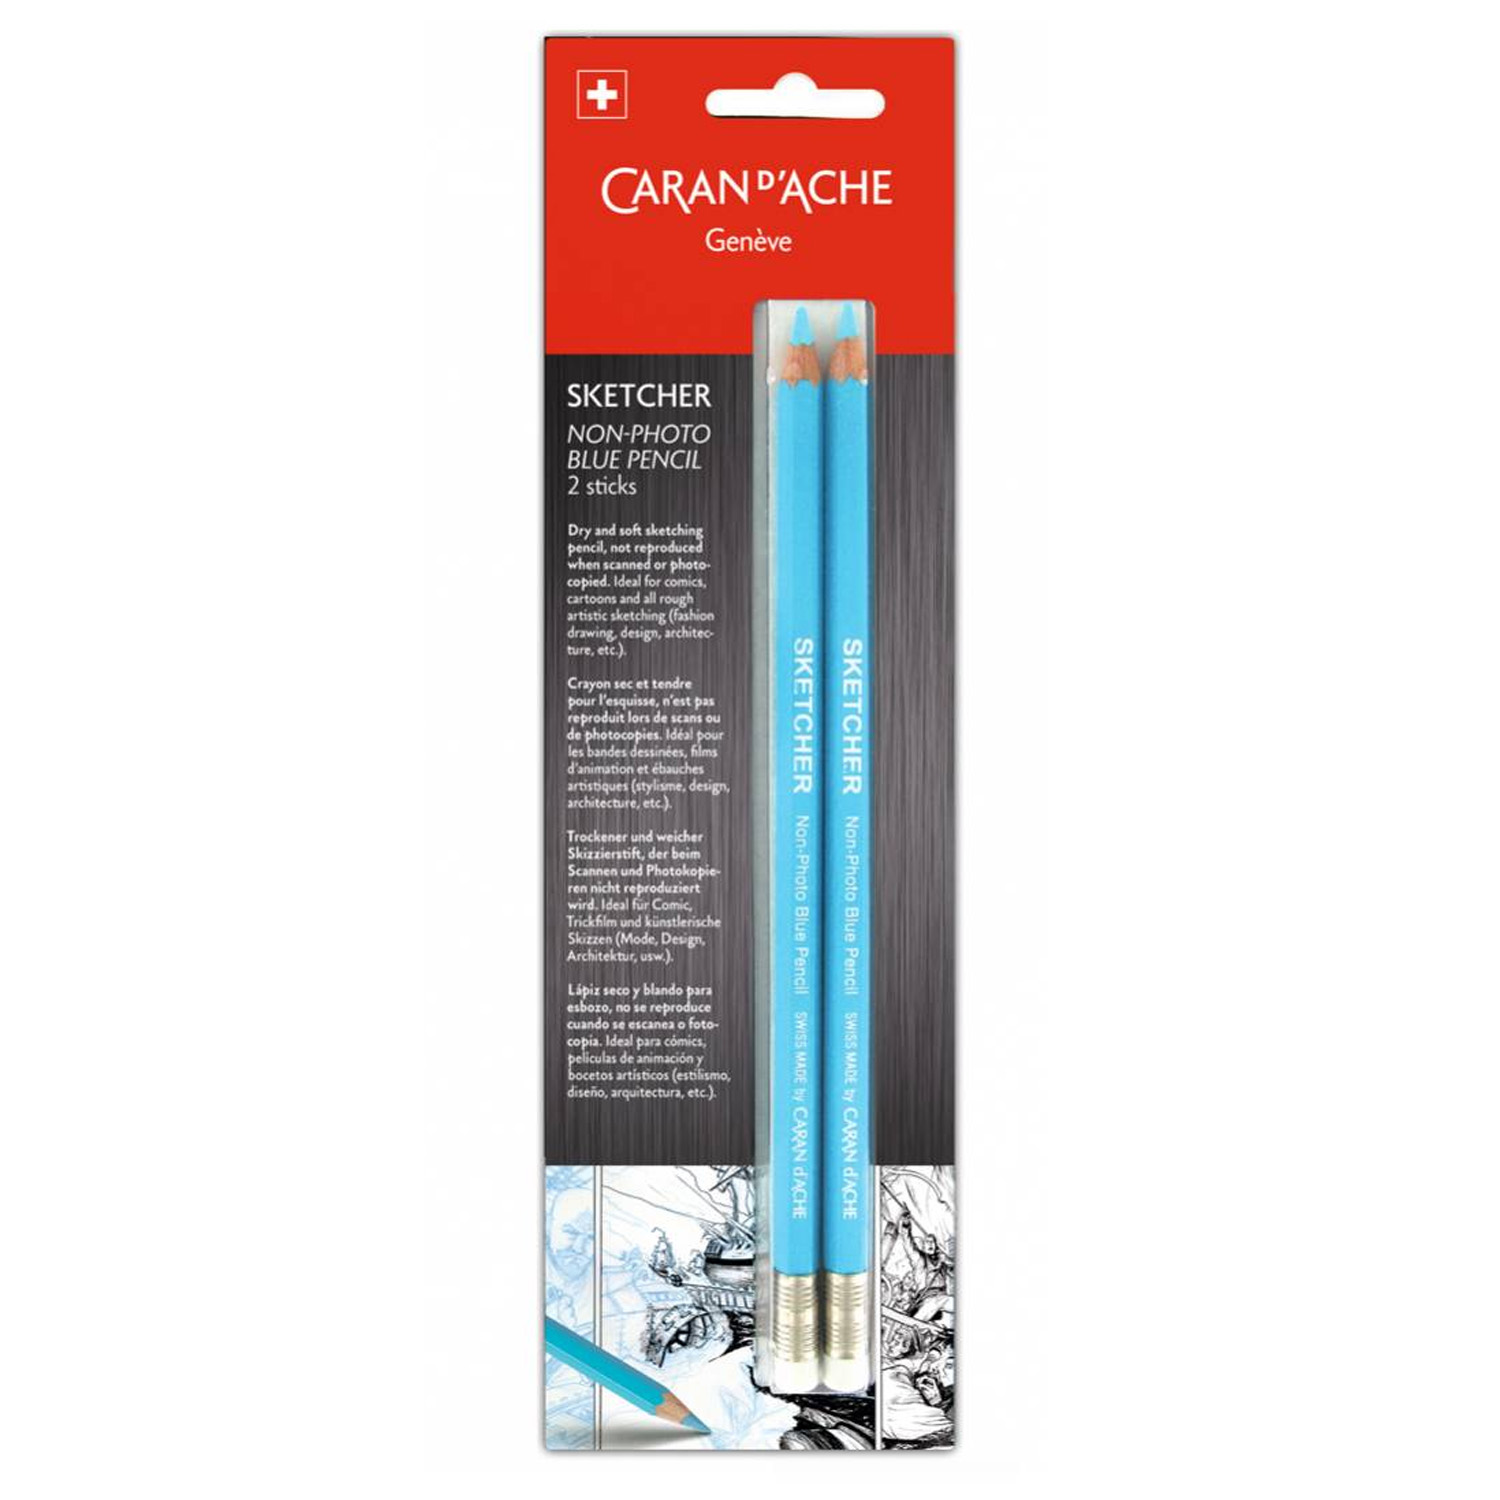 CARAN D'ACHE
Genève
SKETCHER
NON-PHOTO
BLUE PENCIL
2 sticks
Dry and soft sketching
pencil, not reproduced
when scanned or photo-
copied. Ideal for comics,
cartoons and all rough
artistic sketching (fashion
drawing, design, architec-
ture, etc.).
Crayon sec et tendre
pour l'esquisse, n'est pas
reproduit lors de scans ou
de photocopies. Idéal pour
les bandes dessinées, films
d'animation et ébauches
artistiques (stylisme, design,
architecture, etc.).
Trockener und weicher
Skizzierstift, der beim
Scannen und Photokopie-
ren nicht reproduziert
wird. Ideal für Comic,
Trickfilm und künstlerische
Skizzen (Mode, Design,
Architektur, usw.).
Lápiz seco y blando para
esbozo, no se reproduce
cuando se escanea o foto-
copia. Ideal para cómics,
películas de animación y
bocetos artísticos (estilismo,
diseño, arquitectura, etc.).
SKETCHER Non-Photo Blue Pencil SWISS MADE by CARAN d'ACHE
SKETCHER Non-Photo Blue Pencil SWISS MADE by CARAN d'ACHE